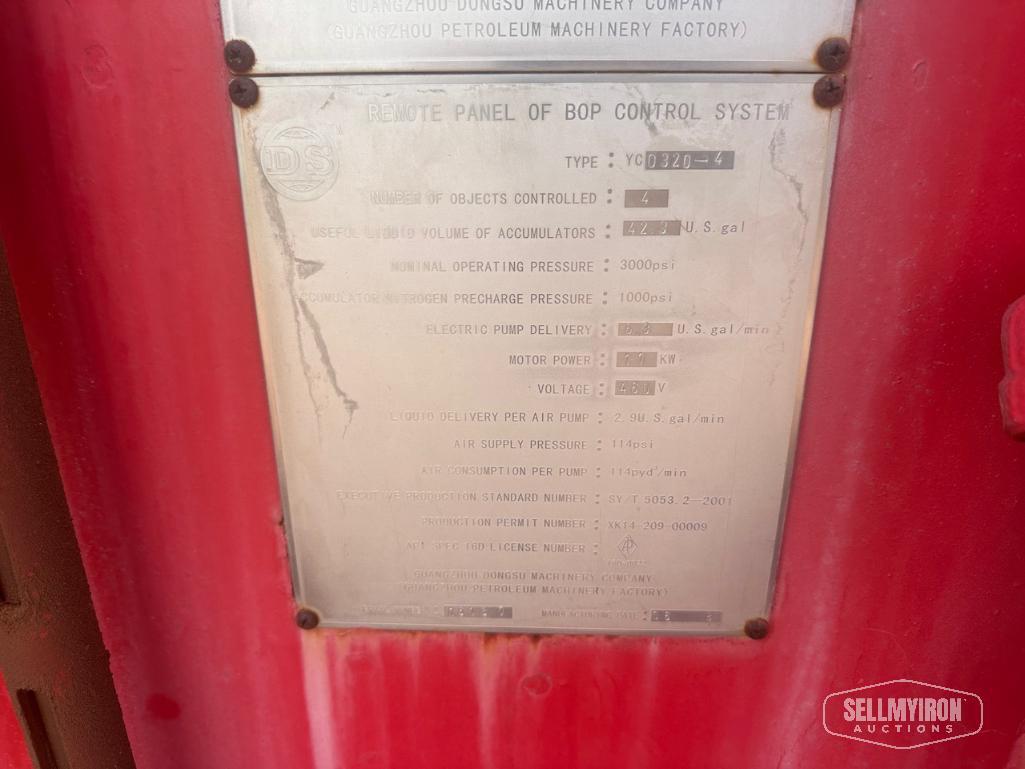 GUANGZHOU DONGSU MACHINERY COMPANY
(GUANGZHOU PETROLEUM MACHINERY FACTORY)
REMOTE PANEL OF BOP CONTROL SYSTEM
DS
TYPE : YC 0320-4
NUMBER OF OBJECTS CONTROLLED : 4
USEFUL LIQUID VOLUME OF ACCUMULATORS : 42.3 U.S.gal
NOMINAL OPERATING PRESSURE : 3000psi
ACCUMULATOR NITROGEN PRECHARGE PRESSURE : 1000psi
ELECTRIC PUMP DELIVERY : U.S.gal/min
MOTOR POWER : KW
VOLTAGE : 460 V
LIQUID DELIVERY PER AIR PUMP : 2.9U.S.gal/min
AIR SUPPLY PRESSURE : 114psi
AIR CONSUMPTION PER PUMP : 114pyd³/min
EXECUTIVE PRODUCTION STANDARD NUMBER : SY/T 5053.2-2001
PRODUCTION PERMIT NUMBER : XK14-209-00009
API SPEC 16D LICENSE NUMBER :
GUANGZHOU DONGSU MACHINERY COMPANY
(GUANGZHOU PETROLEUM MACHINERY FACTORY)
MANUFACTURING DATE :
SELLMYIRON
AUCTIONS